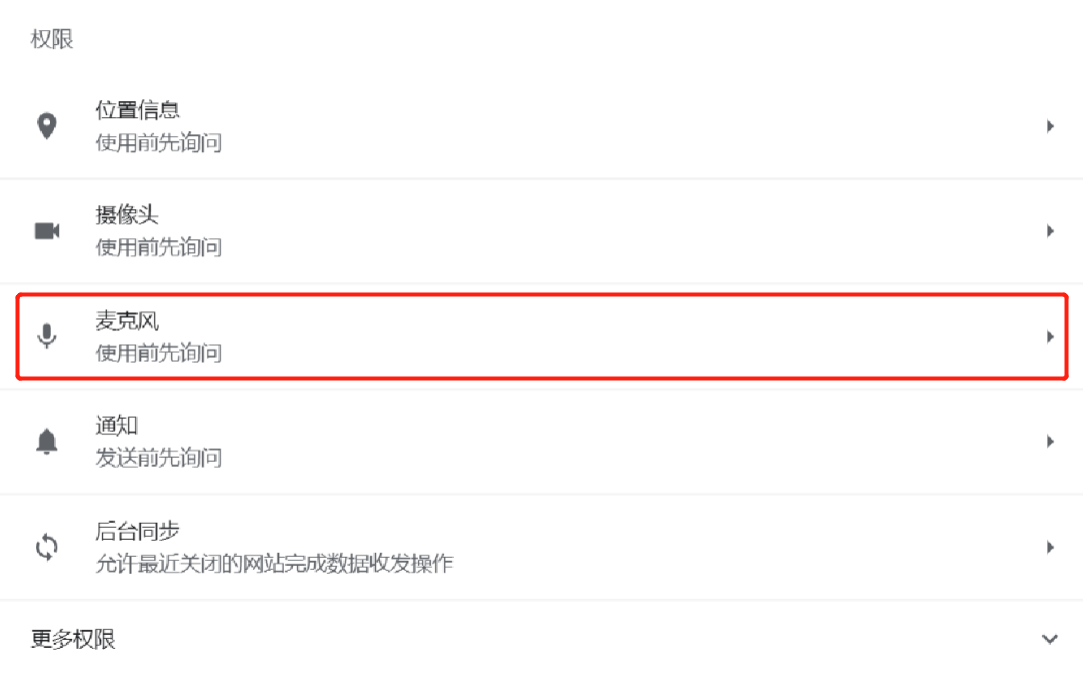 权限
位置信息
使用前先询问
摄像头
使用前先询问
麦克风
使用前先询问
通知
发送前先询问
后台同步
允许最近关闭的网站完成数据收发操作
更多权限